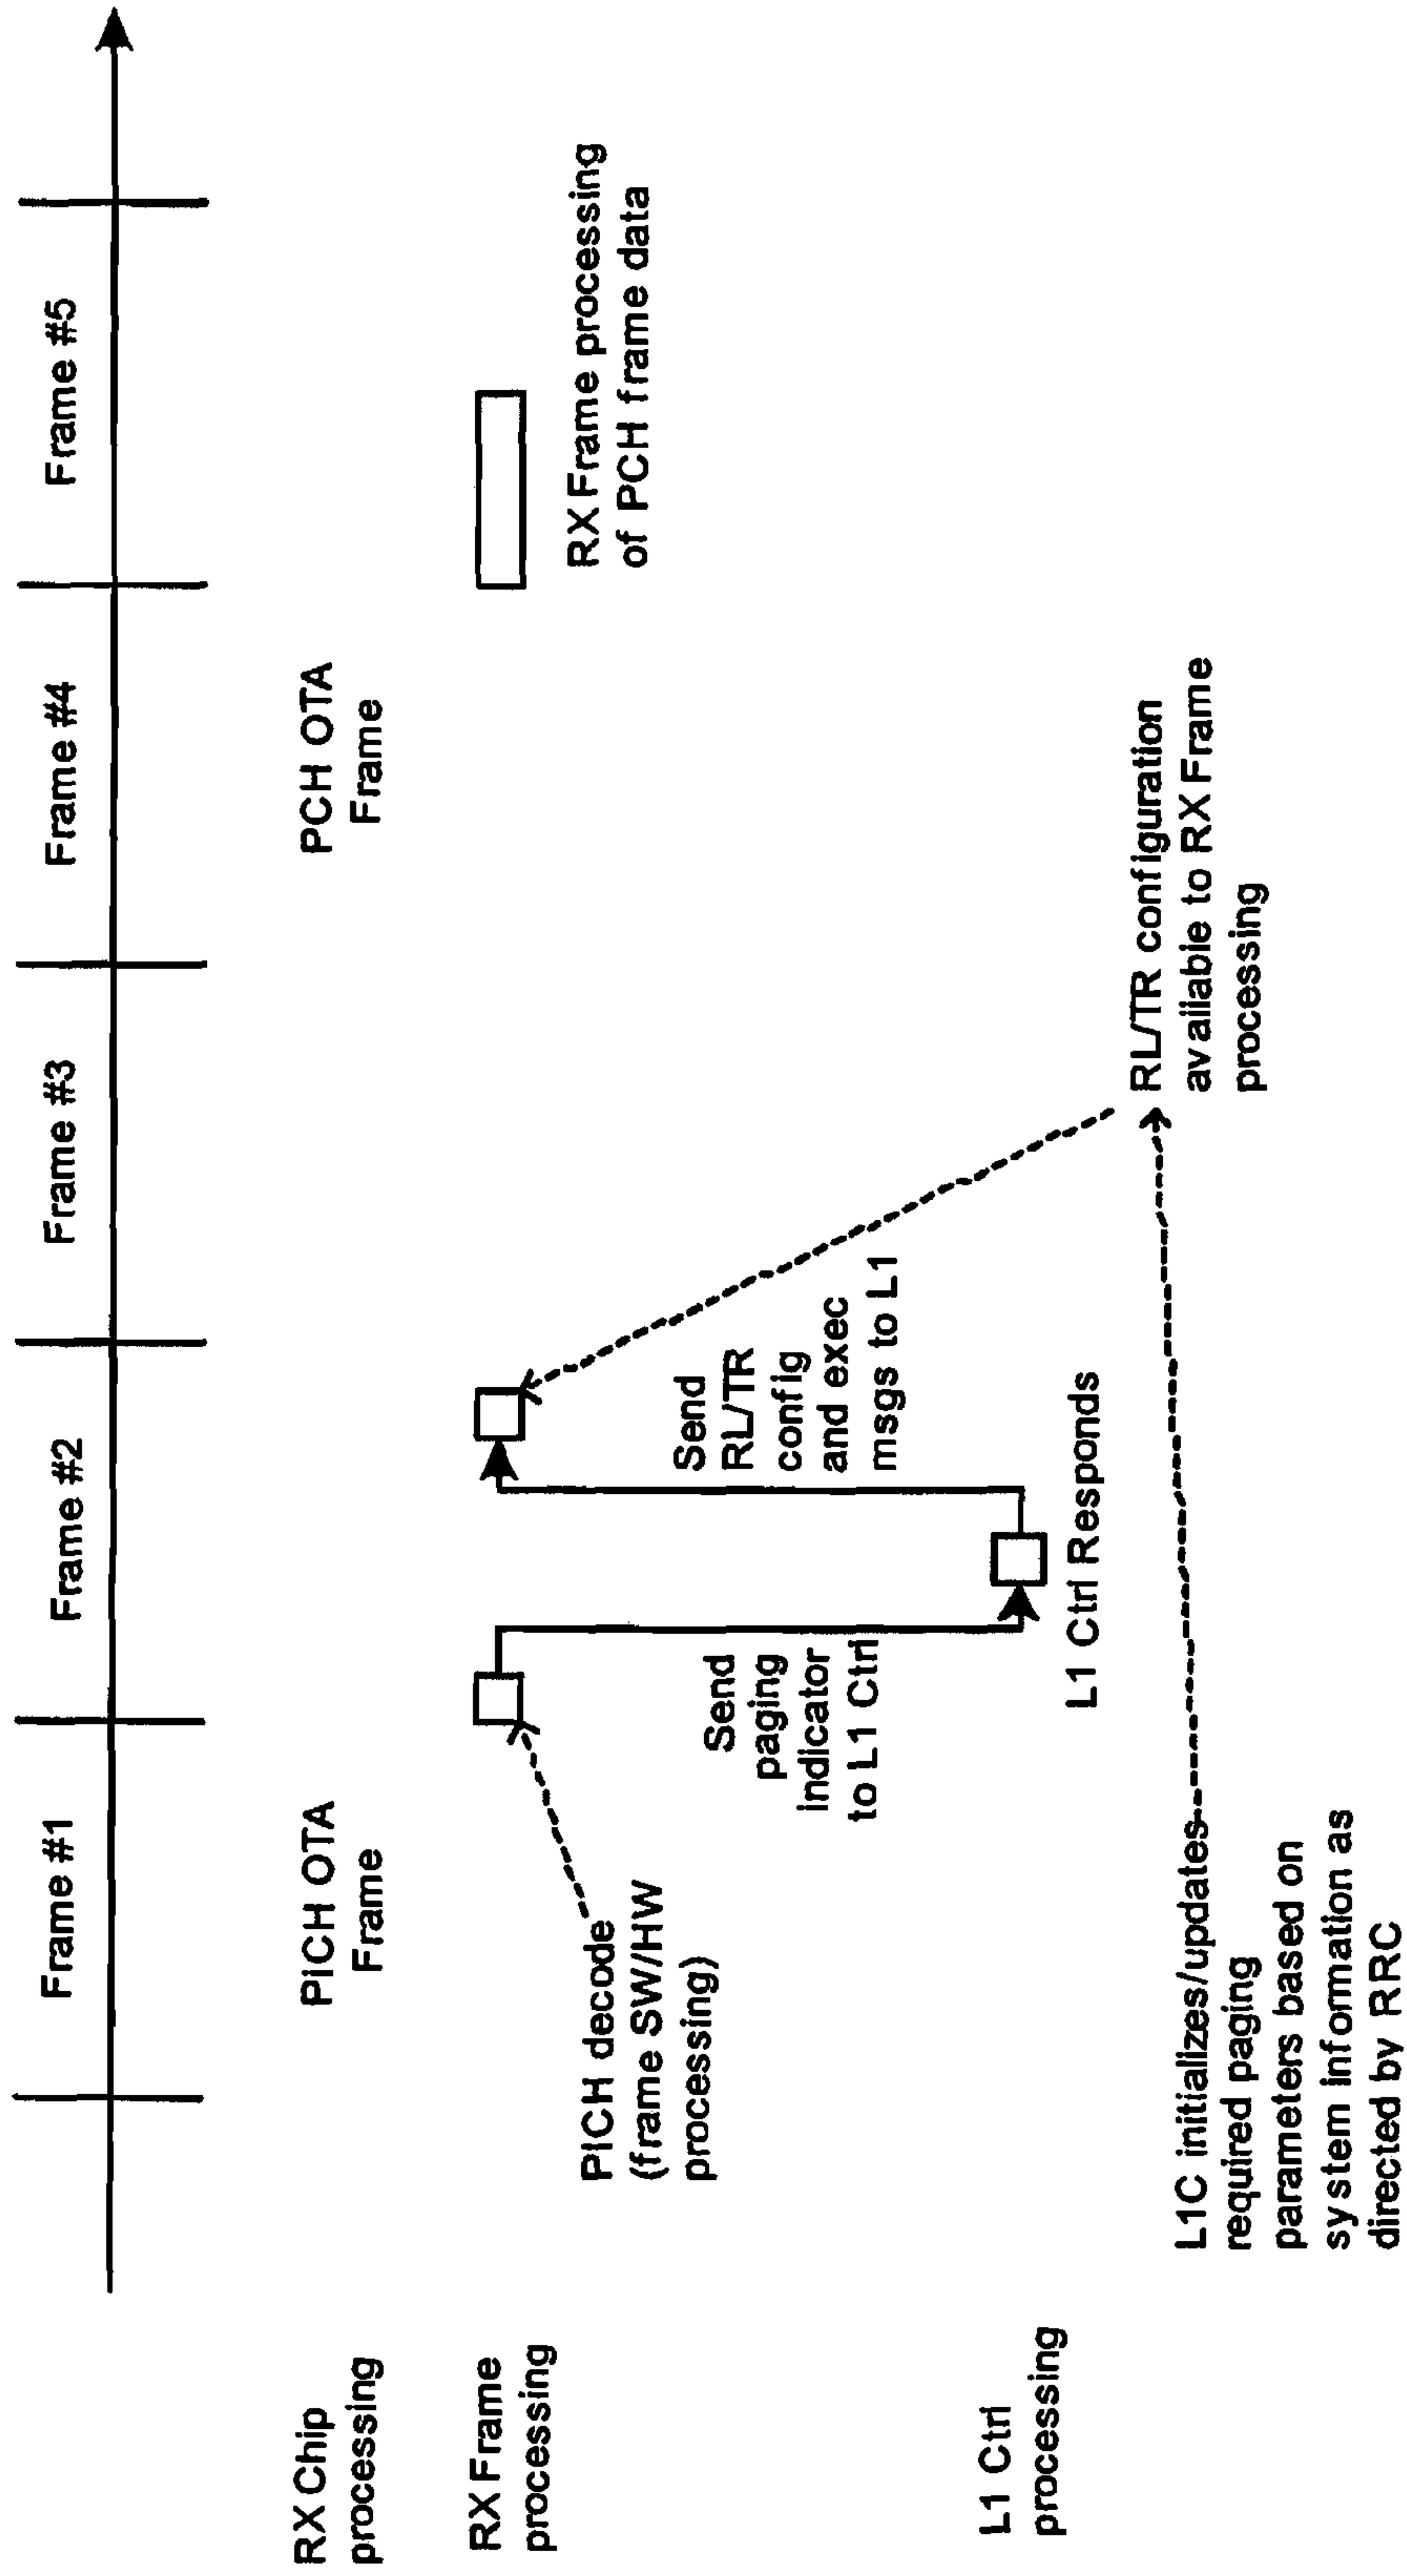 Frame #1
Frame #2
Frame #3
Frame #4
Frame #5
RX Chip
processing
PICH OTA
Frame
PCH OTA
Frame
RX Frame
processing
PICH decode
(frame SW/HW
processing)
RX Frame processing
of PCH frame data
Send
paging
indicator
to L1 Ctrl
Send
RL/TR
config
and exec
msgs to L1
L1 Ctrl
processing
L1 Ctrl Responds
RL/TR configuration
available to RX Frame
processing
L1C initializes/updates
required paging
parameters based on
system information as
directed by RRC